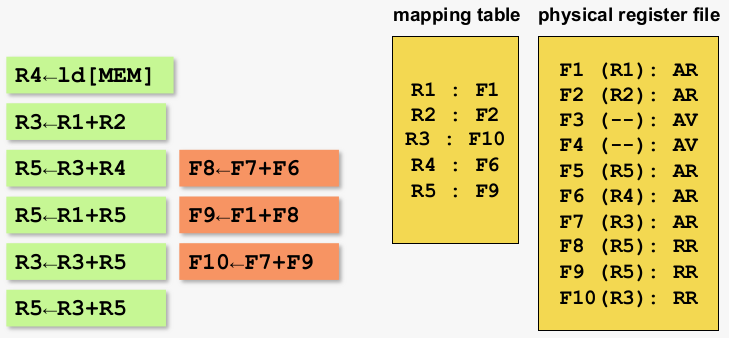 mapping table
physical register file
R4←ld[MEM]
R3←R1+R2
R5←R3+R4
F8←F7+F6
R5←R1+R5
F9←F1+F8
R3←R3+R5
F10←F7+F9
R5←R3+R5
R1 : F1
R2 : F2
R3 : F10
R4 : F6
R5 : F9
F1 (R1): AR
F2 (R2): AR
F3 (--): AV
F4 (--): AV
F5 (R5): AR
F6 (R4): AR
F7 (R3): AR
F8 (R5): RR
F9 (R5): RR
F10(R3): RR